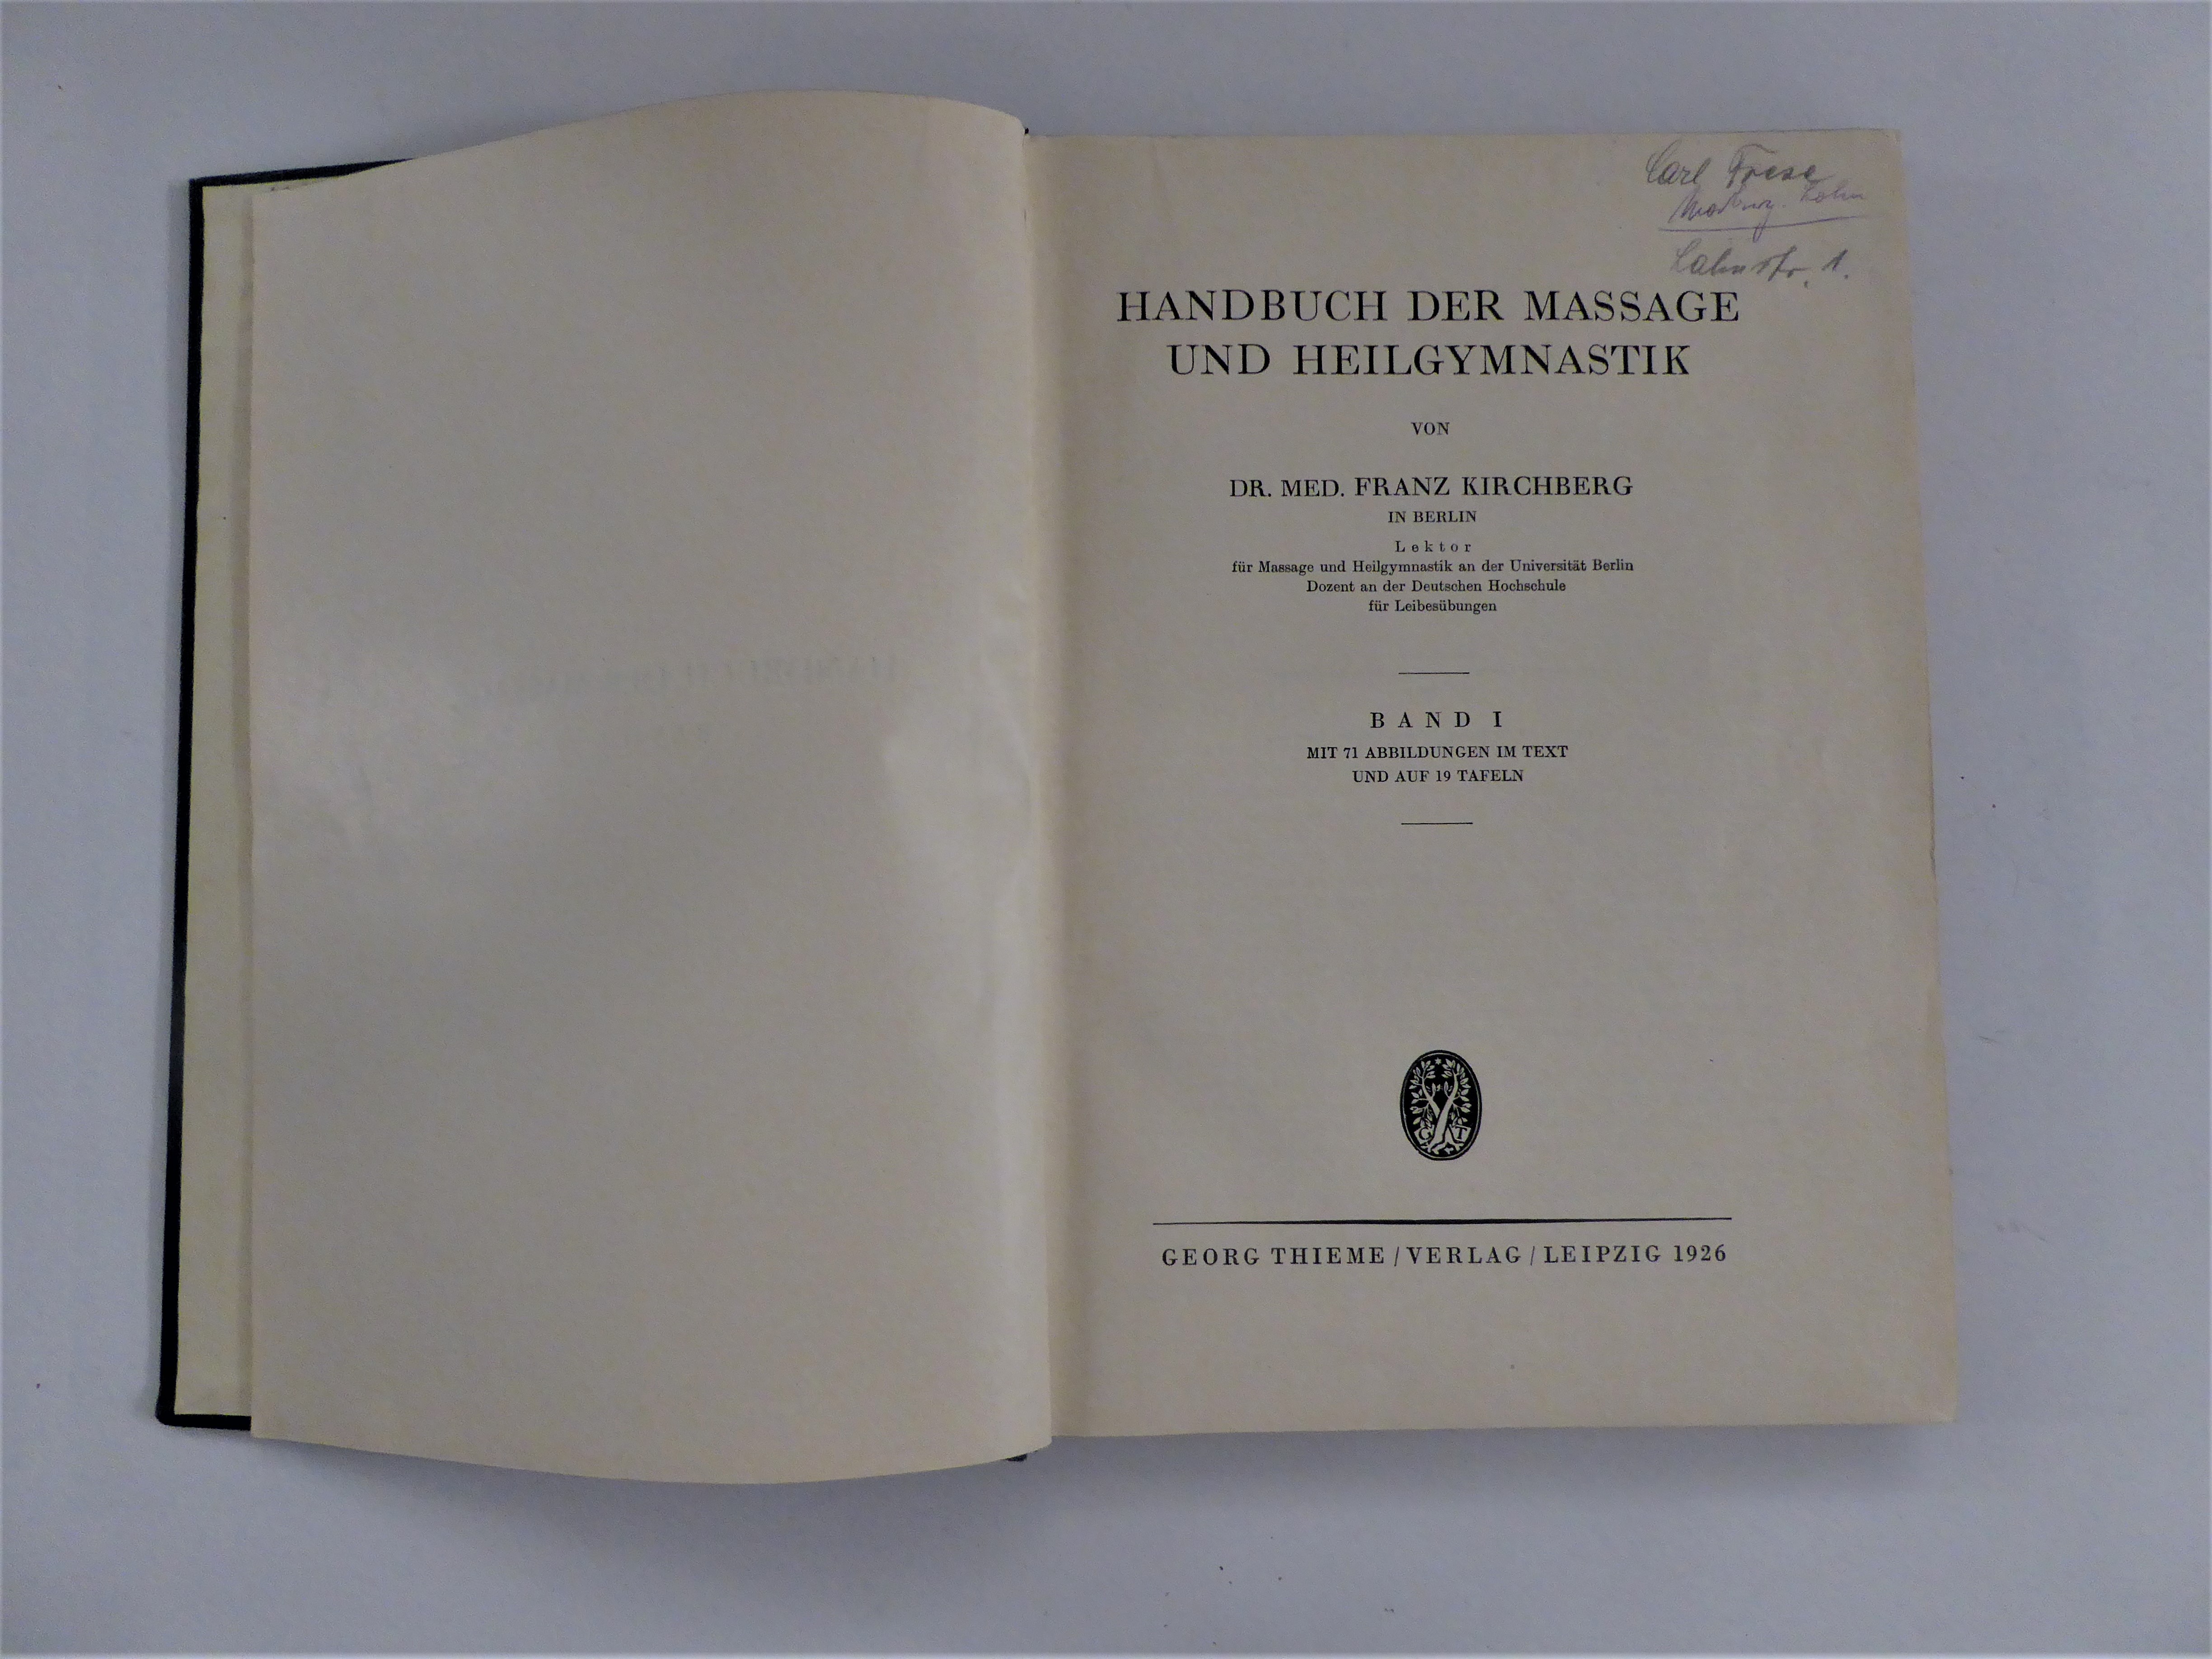 Carl Frese
Lahnstr. 1.
HANDBUCH DER MASSAGE
UND HEILGYMNASTIK
VON
DR. MED. FRANZ KIRCHBERG
IN BERLIN
Lektor
für Massage und Heilgymnastik an der Universität Berlin
Dozent an der Deutschen Hochschule
für Leibesübungen
BAND I
MIT 71 ABBILDUNGEN IM TEXT
UND AUF 19 TAFELN
G T
GEORG THIEME / VERLAG / LEIPZIG 1926